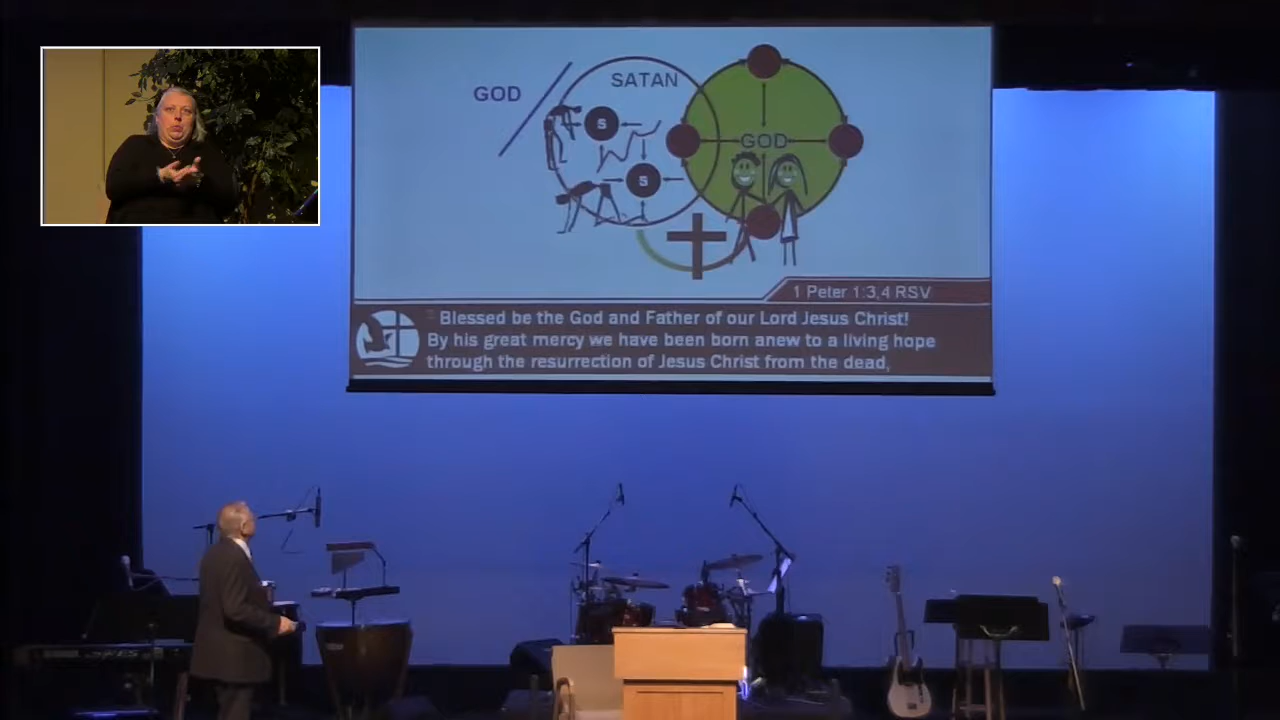 GOD
SATAN
S
GOD
S
1 Peter 1:3,4 RSV
Blessed be the God and Father of our Lord Jesus Christ!
By his great mercy we have been born anew to a living hope
through the resurrection of Jesus Christ from the dead,